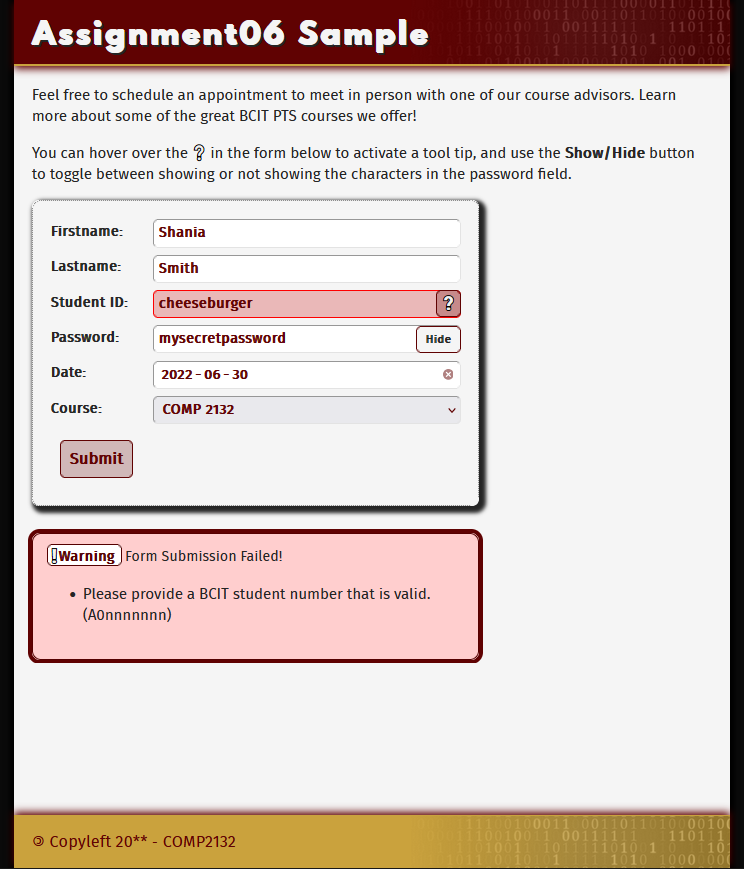 Assignment06 Sample
Feel free to schedule an appointment to meet in person with one of our course advisors. Learn
more about some of the great BCIT PTS courses we offer!
You can hover over the ? in the form below to activate a tool tip, and use the Show/Hide button
to toggle between showing or not showing the characters in the password field.
Firstname: Shania
Lastname: Smith
Student ID: cheeseburger ?
Password: mysecretpassword Hide
Date: 2022 - 06 - 30
Course: COMP 2132
Submit
!Warning Form Submission Failed!
• Please provide a BCIT student number that is valid.
(A0nnnnnnn)
🄯 Copyleft 20** - COMP2132